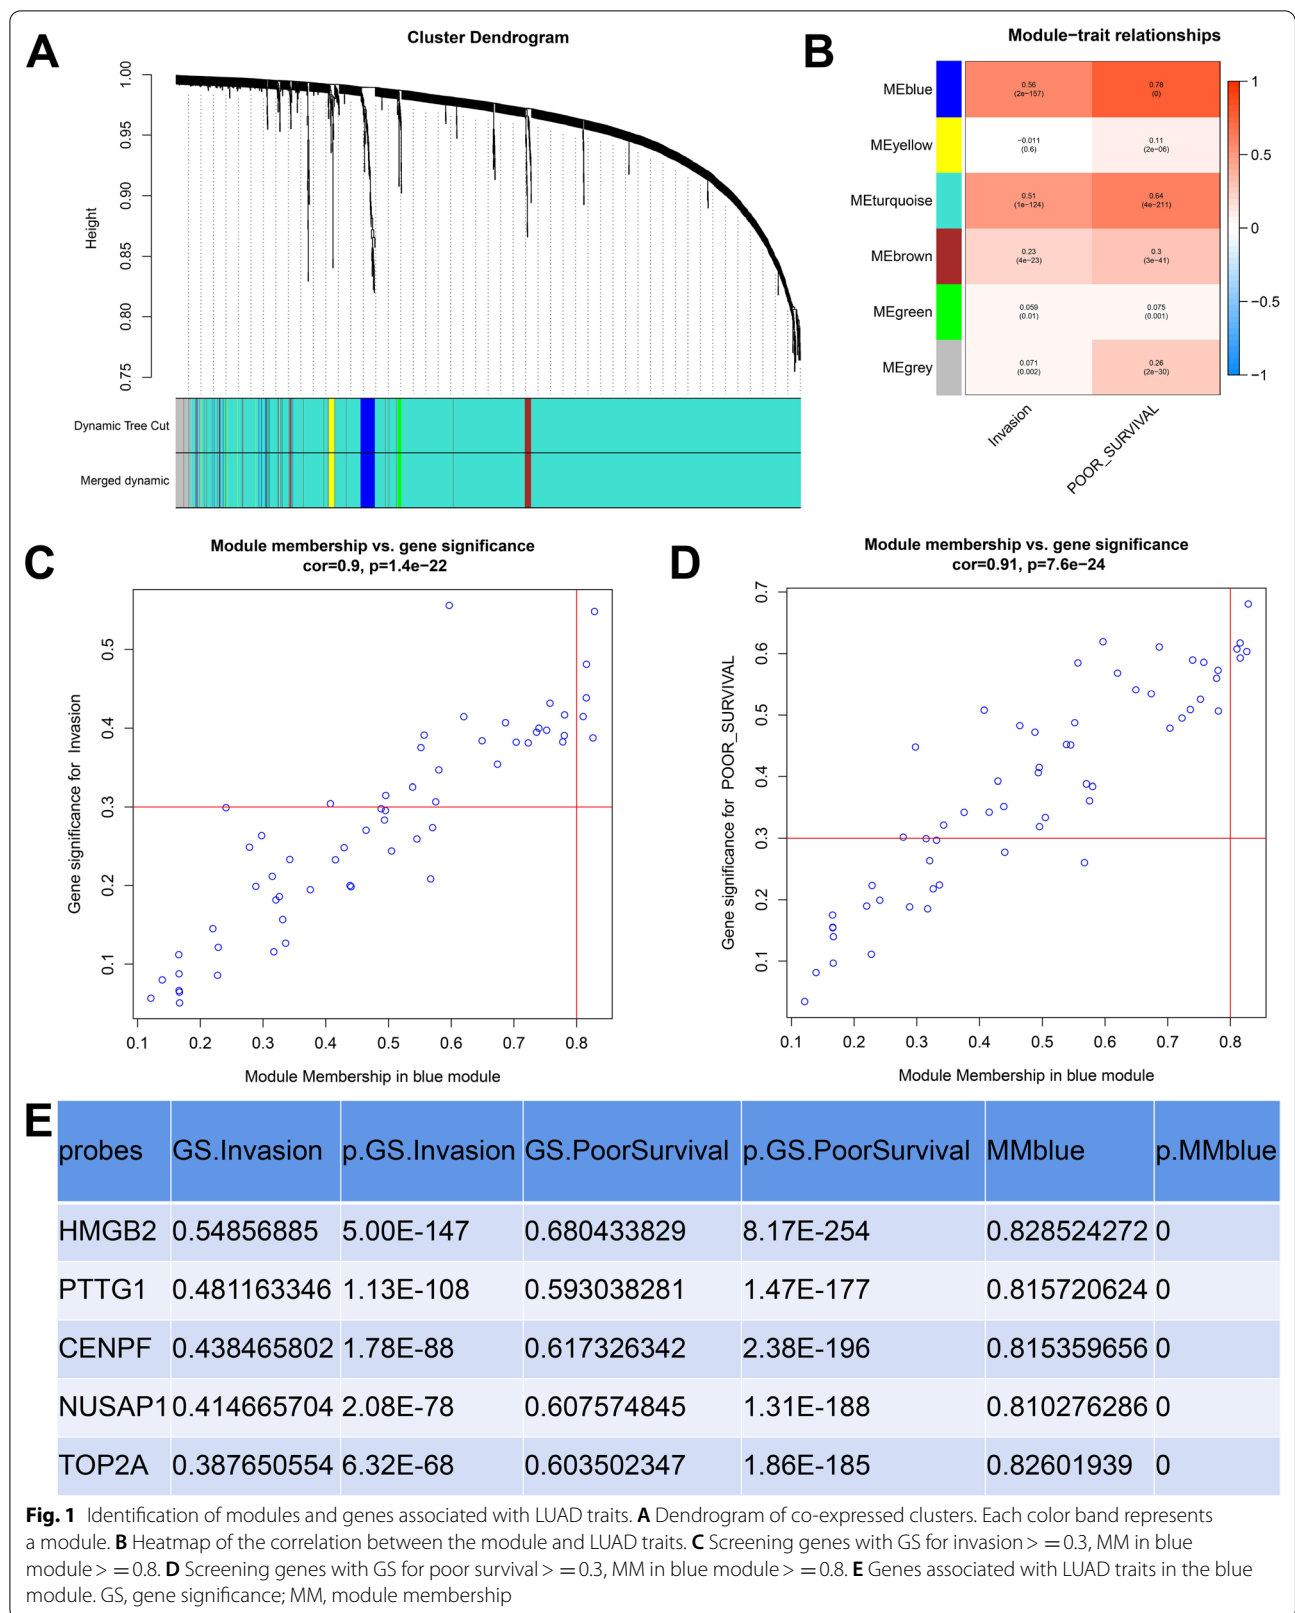 A
Cluster Dendrogram
Height
1.00
0.95
0.90
0.85
0.80
0.75
Dynamic Tree Cut
Merged dynamic
B
Module−trait relationships
MEblue
0.56
(2e−157)
0.78
(0)
MEyellow
−0.011
(0.6)
0.11
(2e−06)
MEturquoise
0.51
(1e−124)
0.64
(4e−211)
MEbrown
0.23
(4e−23)
0.3
(3e−41)
MEgreen
0.059
(0.01)
0.075
(0.001)
MEgrey
0.071
(0.002)
0.26
(2e−30)
Invasion
POOR_SURVIVAL
1
0.5
0
−0.5
−1
C
Module membership vs. gene significance
cor=0.9, p=1.4e−22
Gene significance for Invasion
0.5
0.4
0.3
0.2
0.1
0.1 0.2 0.3 0.4 0.5 0.6 0.7 0.8
Module Membership in blue module
D
Module membership vs. gene significance
cor=0.91, p=7.6e−24
Gene significance for POOR_SURVIVAL
0.7
0.6
0.5
0.4
0.3
0.2
0.1
0.1 0.2 0.3 0.4 0.5 0.6 0.7 0.8
Module Membership in blue module
E
probes GS.Invasion p.GS.Invasion GS.PoorSurvival p.GS.PoorSurvival MMblue p.MMblue
HMGB2 0.54856885 5.00E-147 0.680433829 8.17E-254 0.828524272 0
PTTG1 0.481163346 1.13E-108 0.593038281 1.47E-177 0.815720624 0
CENPF 0.438465802 1.78E-88 0.617326342 2.38E-196 0.815359656 0
NUSAP1 0.414665704 2.08E-78 0.607574845 1.31E-188 0.810276286 0
TOP2A 0.387650554 6.32E-68 0.603502347 1.86E-185 0.82601939 0
Fig. 1 Identification of modules and genes associated with LUAD traits. A Dendrogram of co-expressed clusters. Each color band represents
a module. B Heatmap of the correlation between the module and LUAD traits. C Screening genes with GS for invasion > = 0.3, MM in blue
module > = 0.8. D Screening genes with GS for poor survival > = 0.3, MM in blue module > = 0.8. E Genes associated with LUAD traits in the blue
module. GS, gene significance; MM, module membership